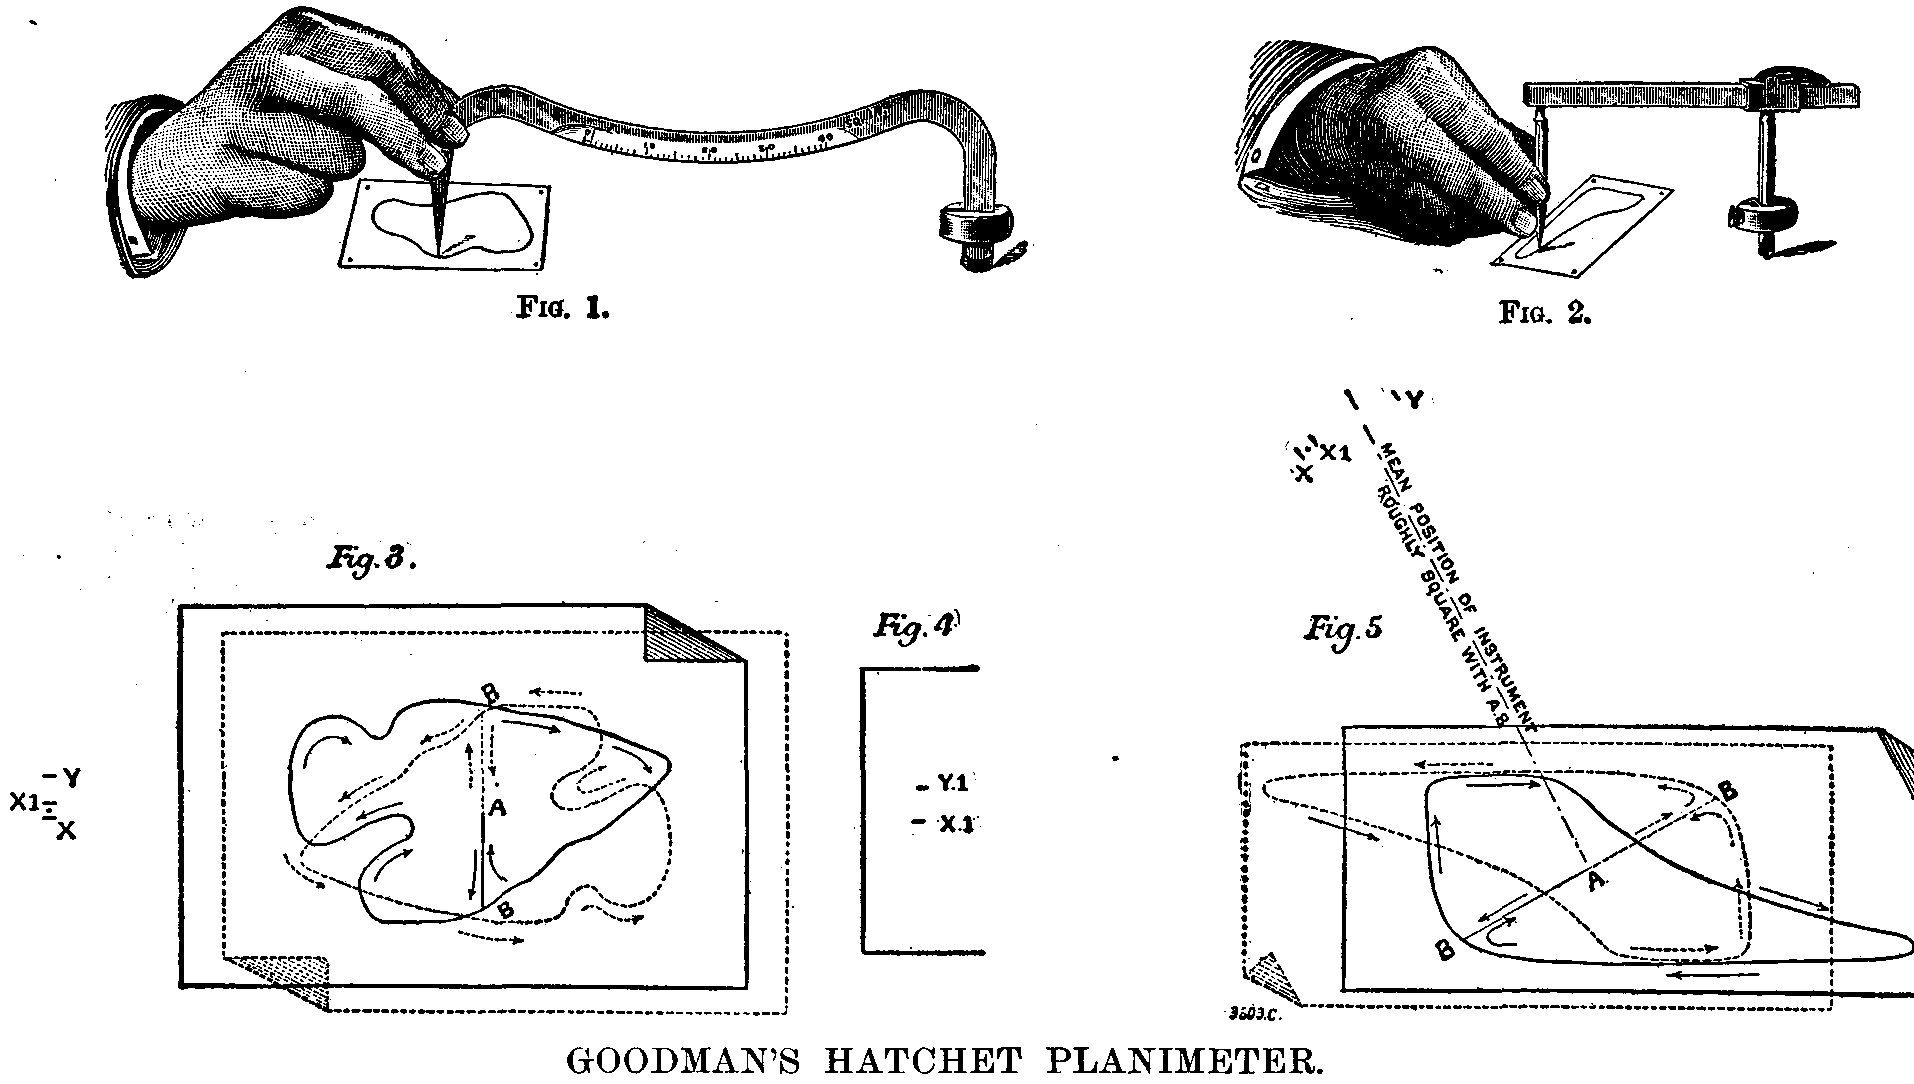 FIG. 1.
FIG. 2.
Y
X1
X
MEAN POSITION OF INSTRUMENT
ROUGHLY SQUARE WITH A.B
Fig. 3.
Fig. 4
Fig. 5
B
A
B
Y
X1
X
Y.1
X.1
B
A.
B
3603.C.
GOODMAN'S HATCHET PLANIMETER.